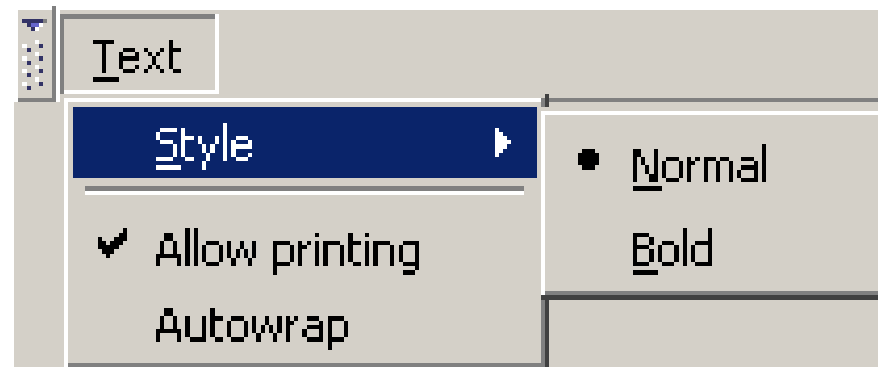 Text
Style
Normal
Allow printing
Bold
Autowrap